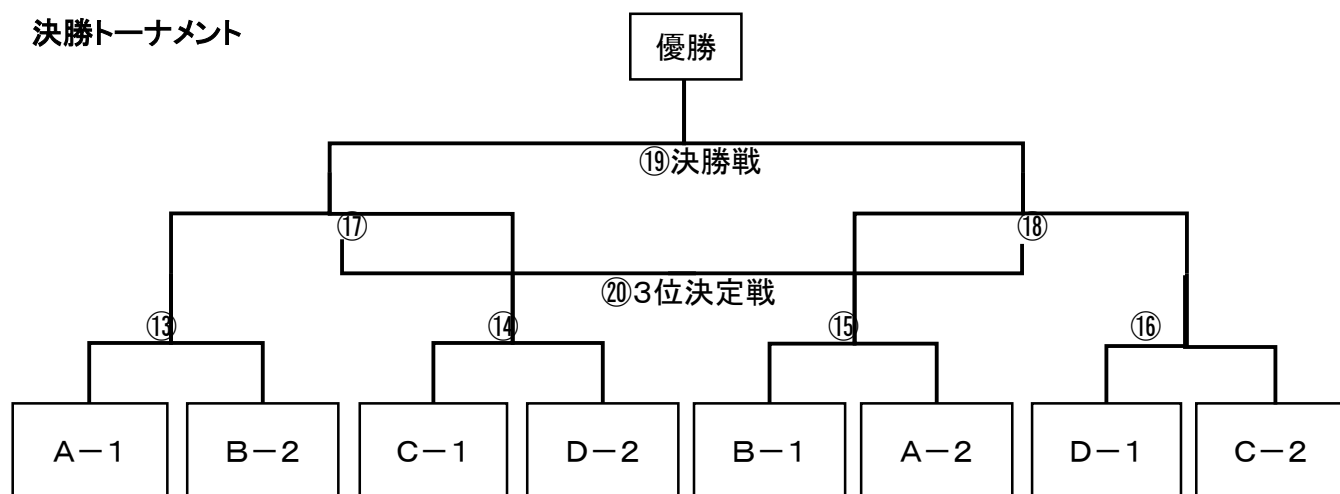 決勝トーナメント
優勝
⑲決勝戦
⑰
⑱
⑳3位決定戦
⑬
⑭
⑮
⑯
A－1
B－2
C－1
D－2
B－1
A－2
D－1
C－2